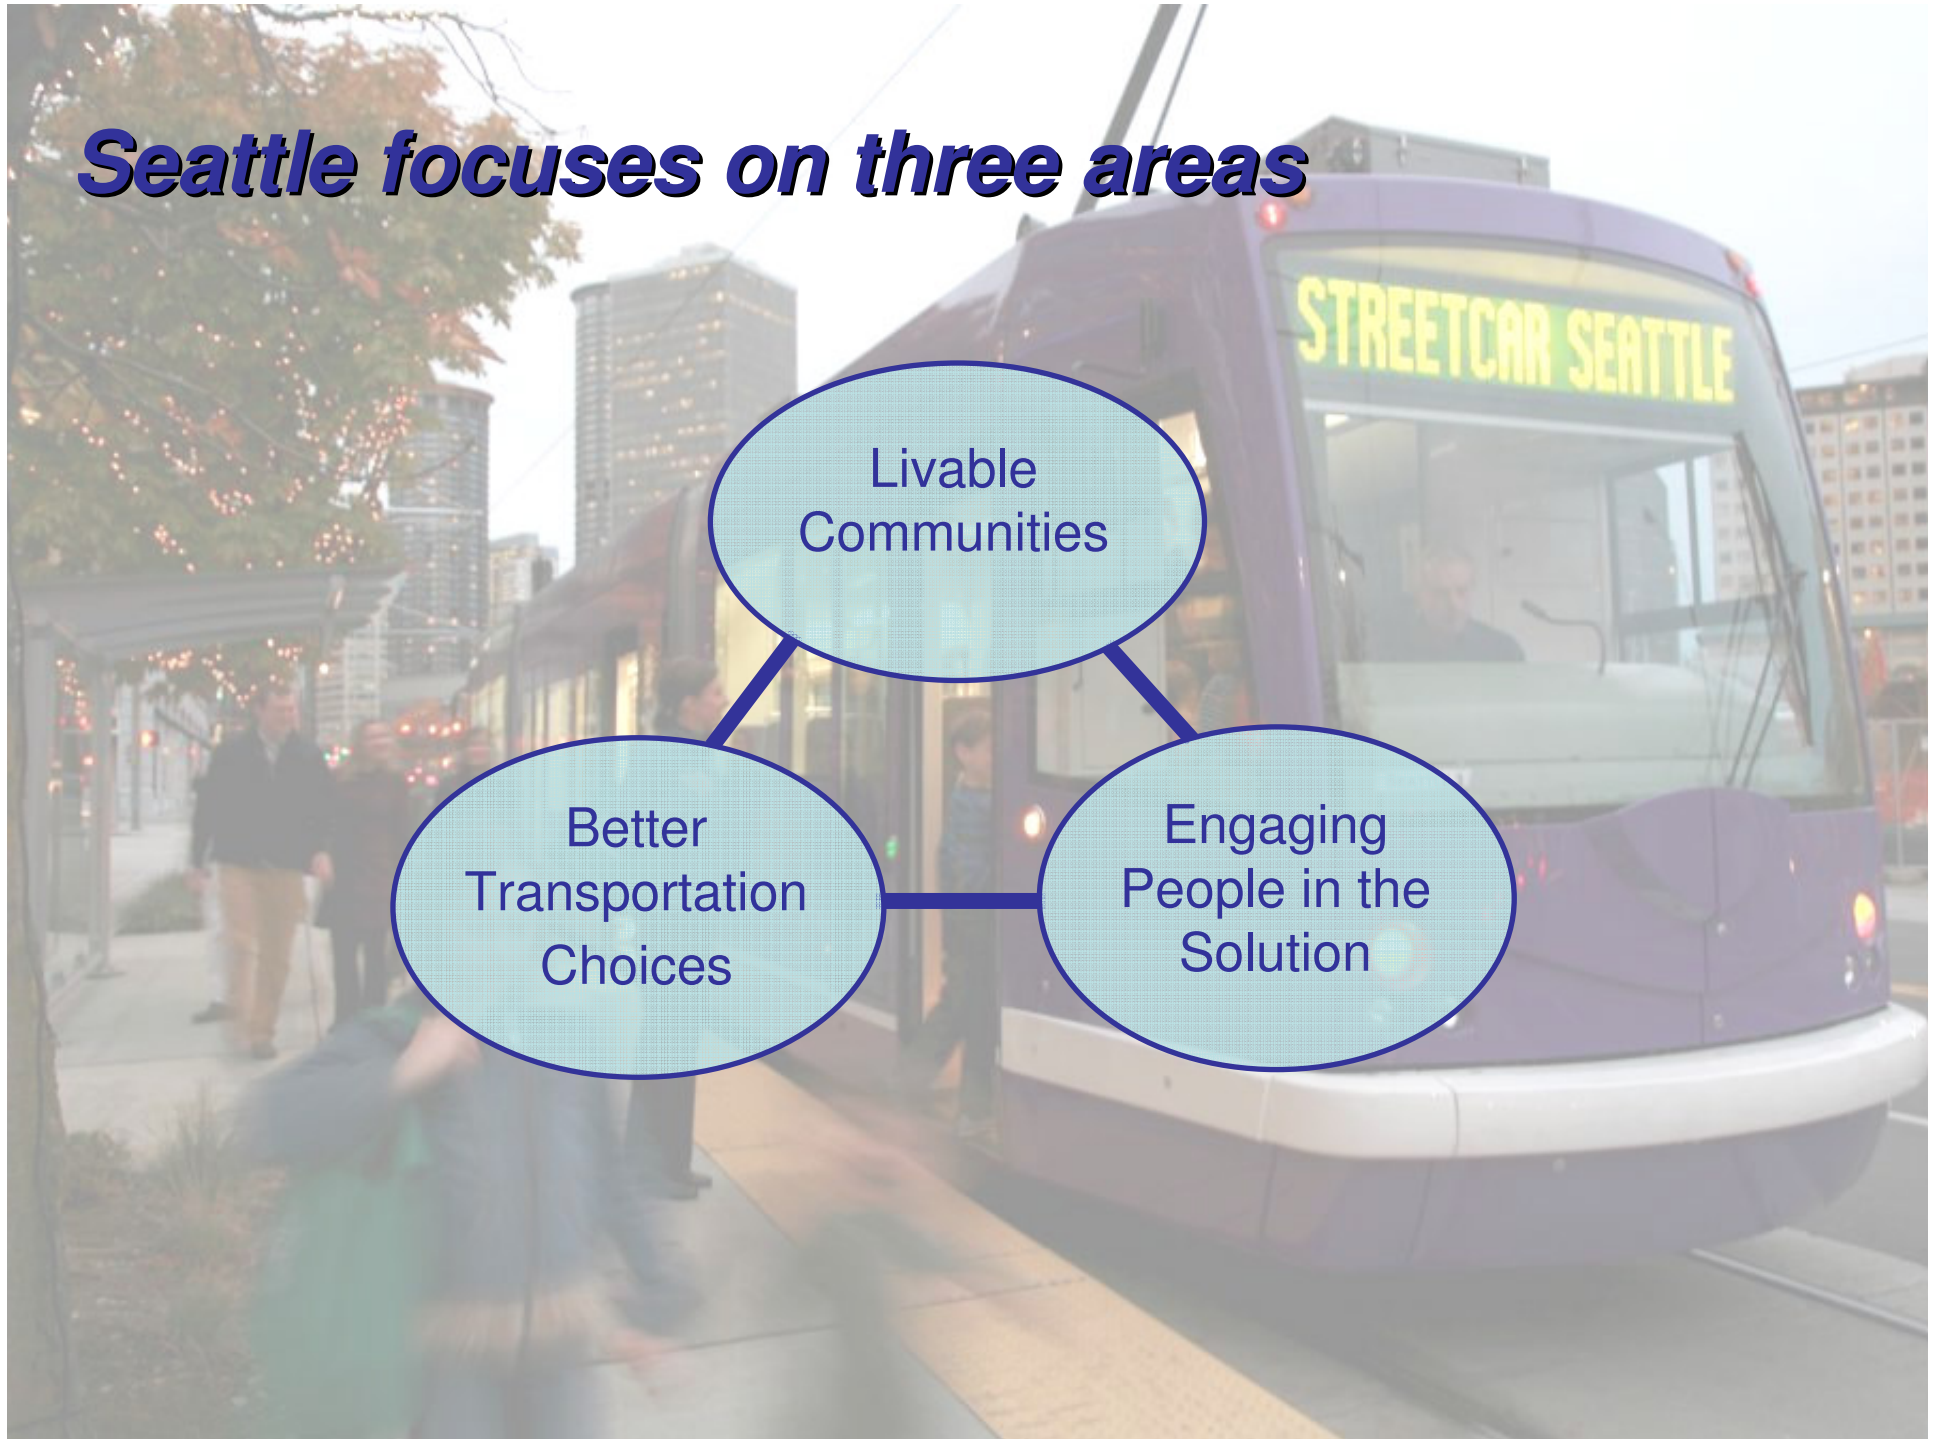 Seattle focuses on three areas
STREETCAR SEATTLE
Livable
Communities
Better
Transportation
Choices
Engaging
People in the
Solution